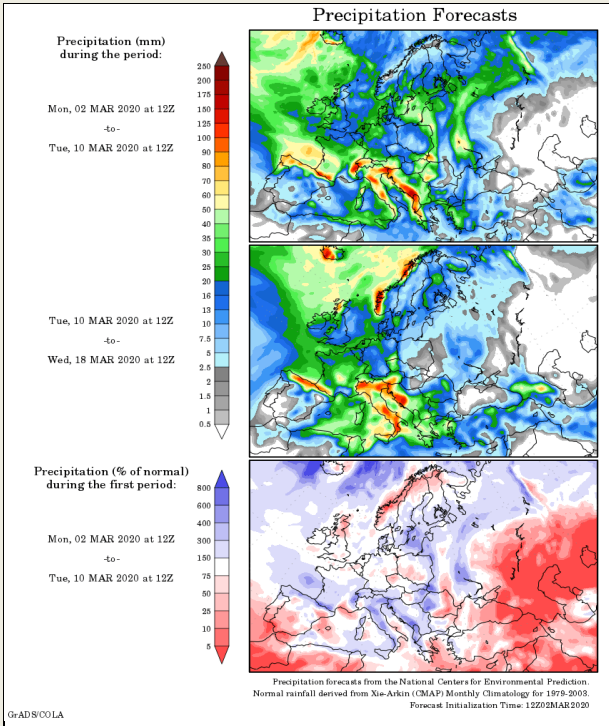 Precipitation Forecasts
Precipitation (mm)
during the period:
Mon, 02 MAR 2020 at 12Z
-to-
Tue, 10 MAR 2020 at 12Z
250
200
175
150
125
100
90
80
70
60
50
40
35
30
25
20
16
13
10
7.5
5
2.5
2
1.5
1
0.5
Tue, 10 MAR 2020 at 12Z
-to-
Wed, 18 MAR 2020 at 12Z
Precipitation (% of normal)
during the first period:
Mon, 02 MAR 2020 at 12Z
-to-
Tue, 10 MAR 2020 at 12Z
800
600
400
300
150
75
50
25
10
5
Precipitation forecasts from the National Centers for Environmental Prediction.
Normal rainfall derived from Xie-Arkin (CMAP) Monthly Climatology for 1979-2003.
Forecast Initialization Time: 12Z02MAR2020
GrADS/COLA